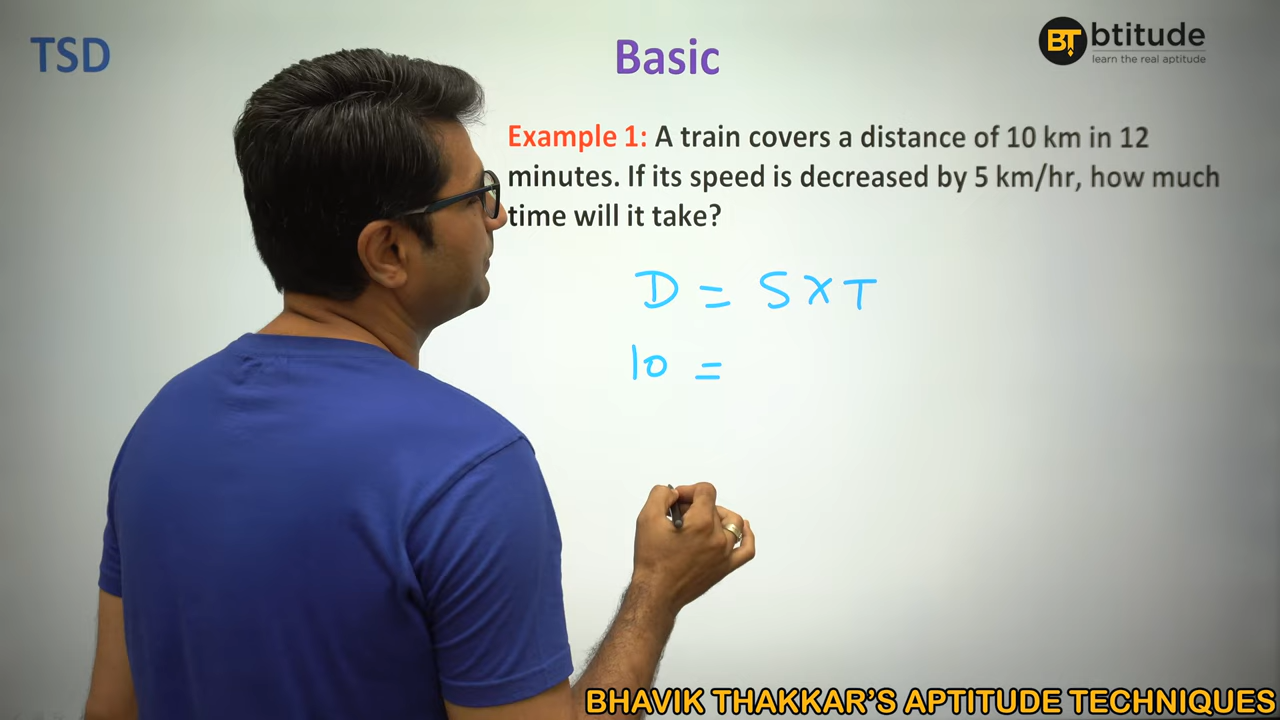 TSD
Basic
BT btitude
learn the real aptitude
Example 1: A train covers a distance of 10 km in 12
minutes. If its speed is decreased by 5 km/hr, how much
time will it take?
D = S X T
10 =
BHAVIK THAKKAR'S APTITUDE TECHNIQUES